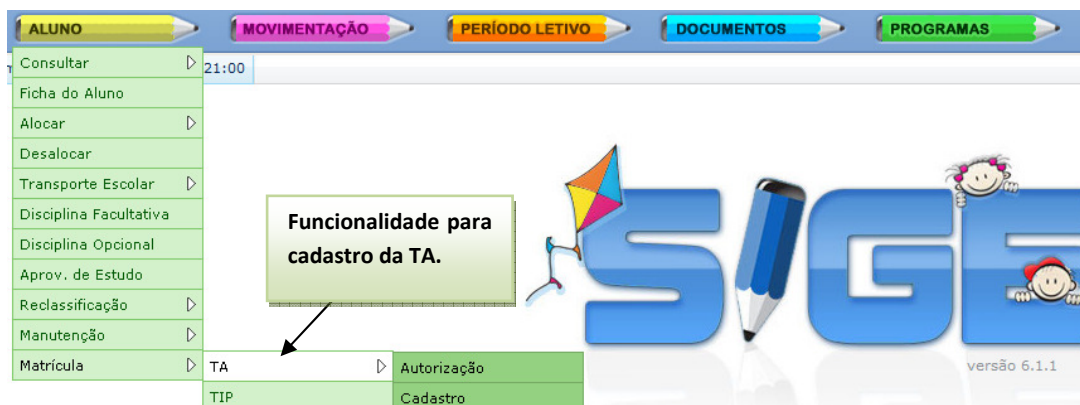 ALUNO MOVIMENTAÇÃO PERÍODO LETIVO DOCUMENTOS PROGRAMAS
Consultar 21:00
Ficha do Aluno
Alocar
Desalocar
Transporte Escolar
Disciplina Facultativa
Disciplina Opcional
Aprov. de Estudo
Reclassificação
Manutenção
Matrícula
TA
Autorização
TIP
Cadastro
Funcionalidade para
cadastro da TA.
SIGE
versão 6.1.1